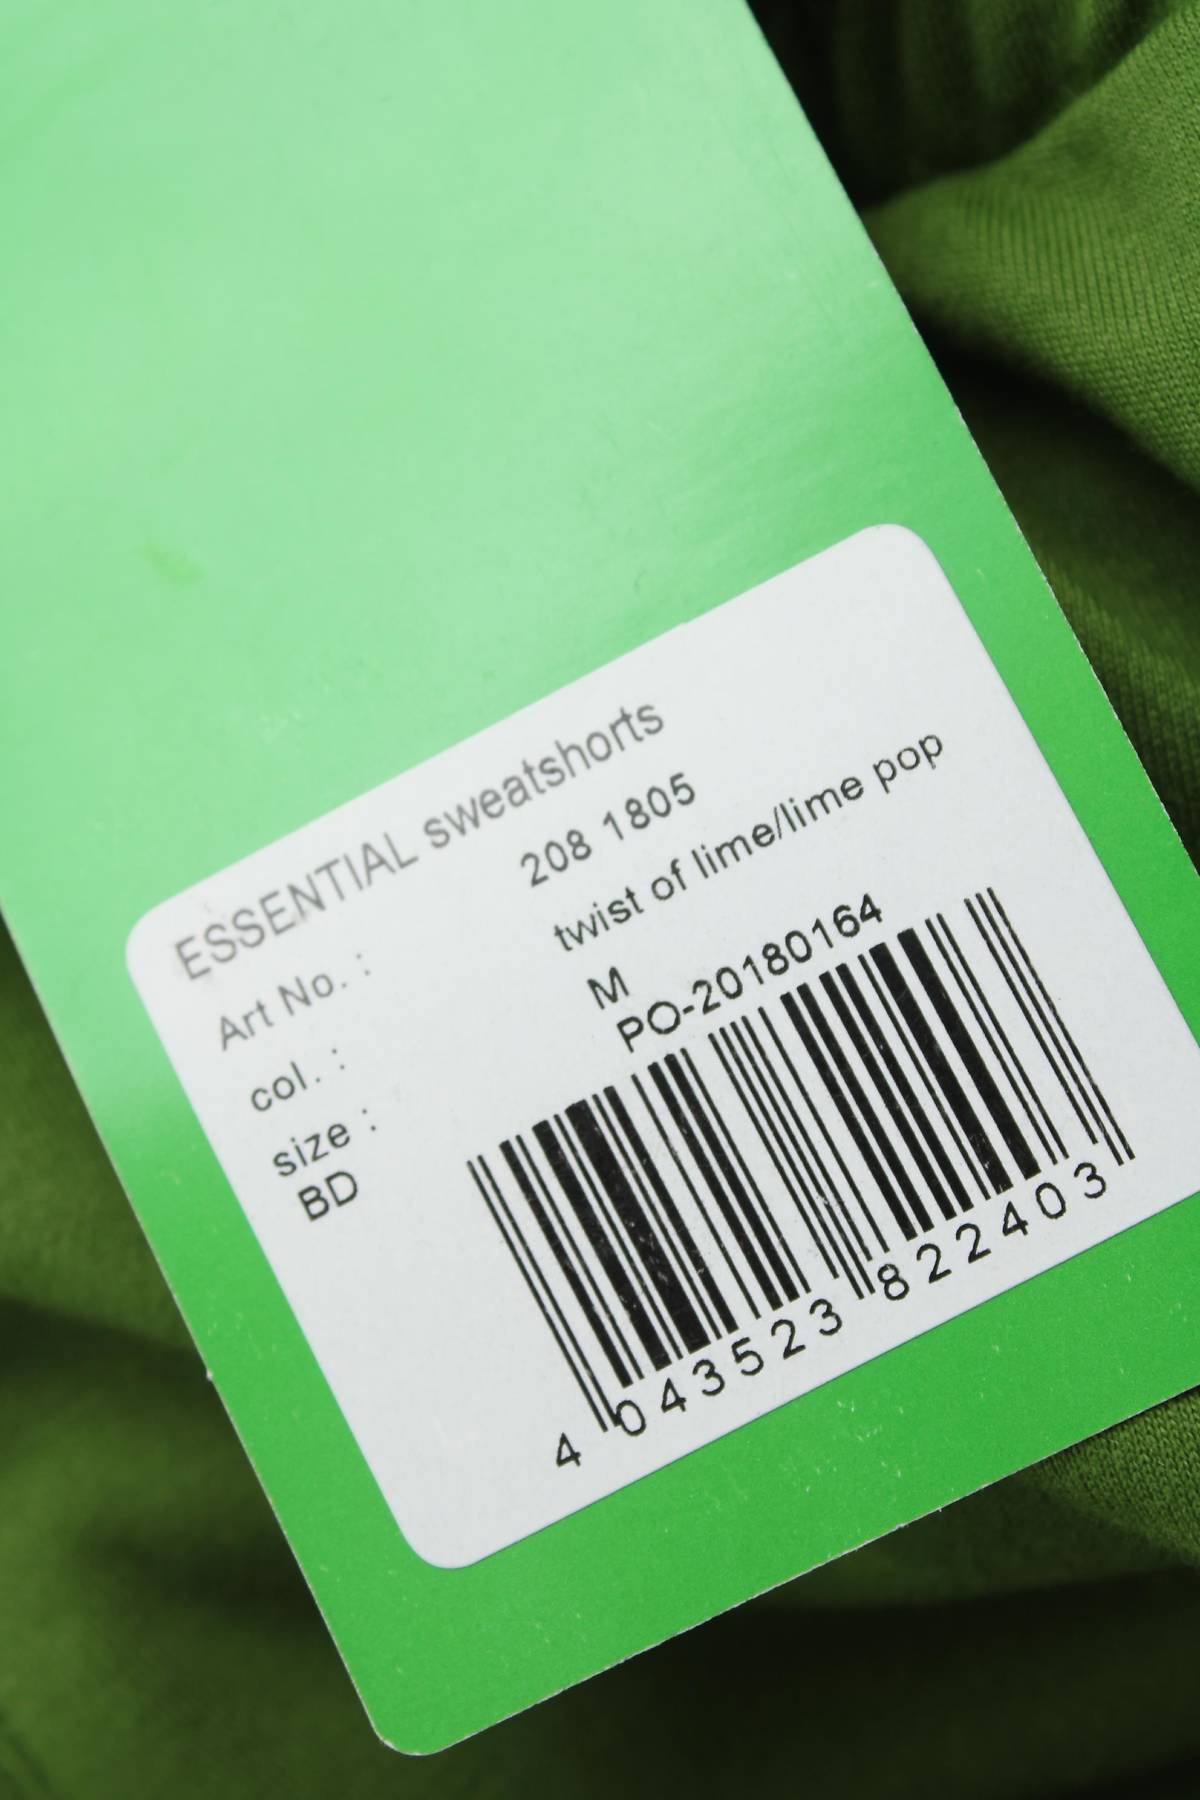 ESSENTIAL sweatshorts
Art No. : 208 1805
col. : twist of lime/lime pop
size : M
BD PO-20180164
4 043523 822403